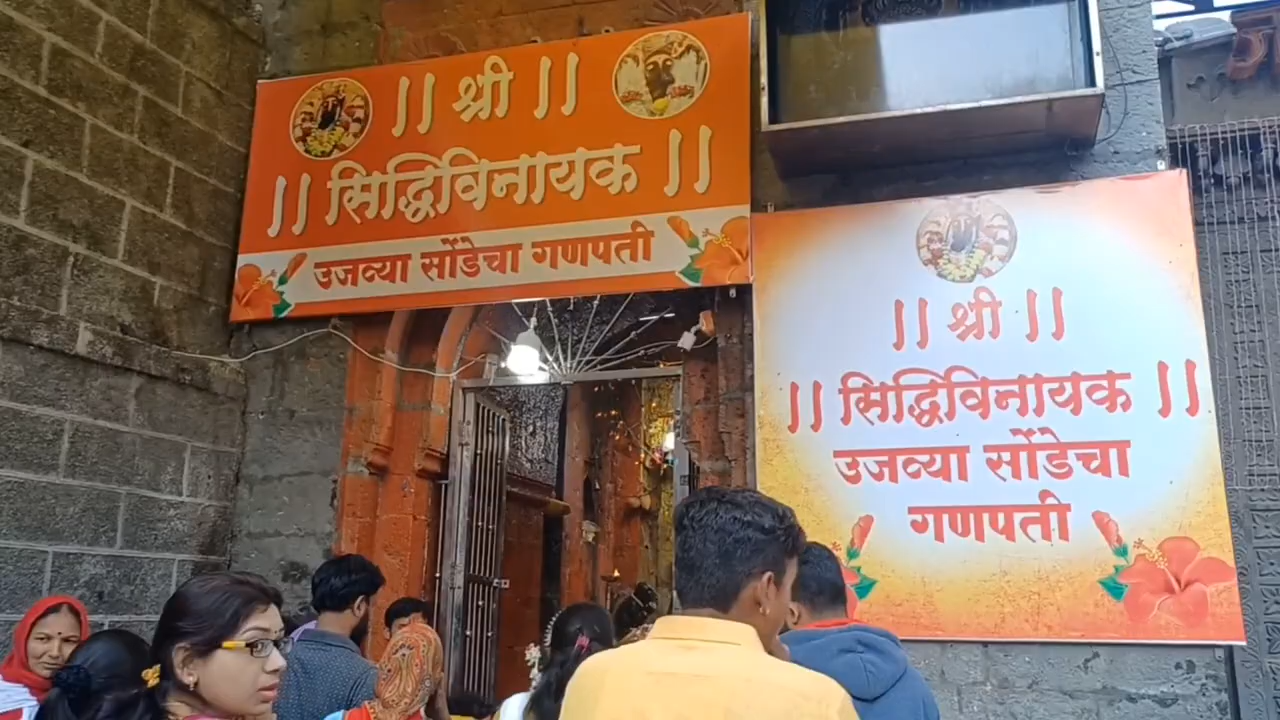 || श्री ||
|| सिद्धिविनायक ||
उजव्या सोंडेचा गणपती
|| श्री ||
|| सिद्धिविनायक ||
उजव्या सोंडेचा
गणपती